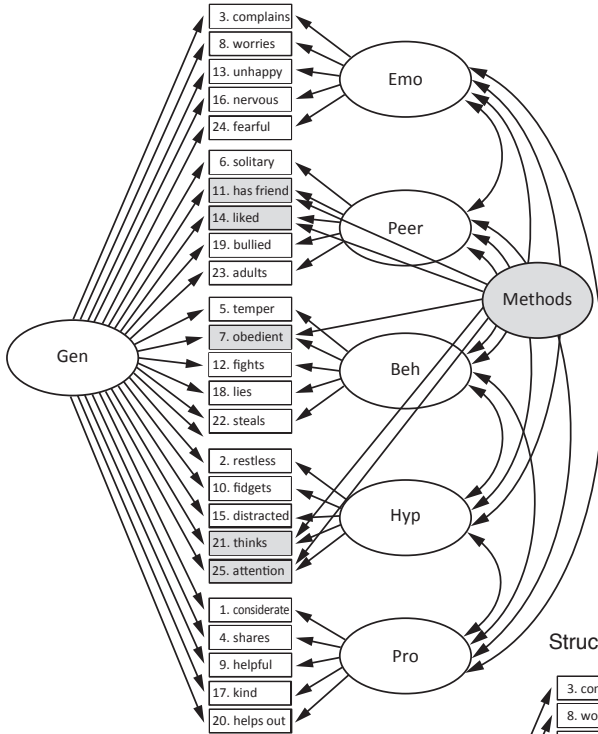 3. complains
8. worries
13. unhappy
16. nervous
24. fearful
Emo
6. solitary
11. has friend
14. liked
19. bullied
23. adults
Peer
Methods
5. temper
7. obedient
12. fights
18. lies
22. steals
Gen
Beh
2. restless
10. fidgets
15. distracted
21. thinks
25. attention
Hyp
1. considerate
4. shares
9. helpful
17. kind
20. helps out
Pro
Struc
3. con
8. wo